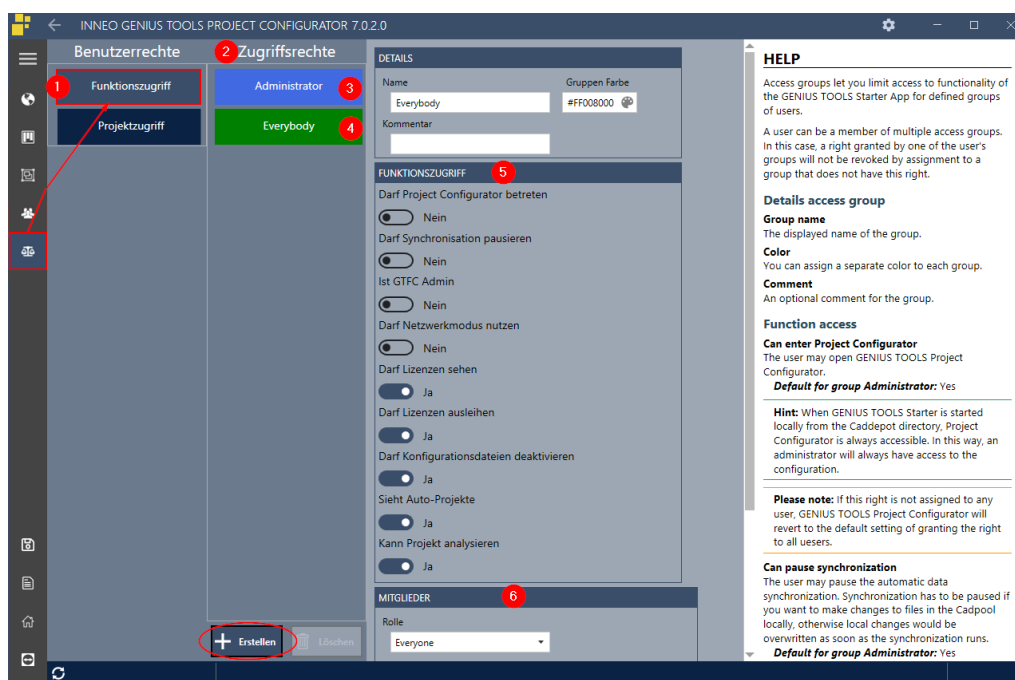 INNEO GENIUS TOOLS PROJECT CONFIGURATOR 7.0.2.0
Benutzerrechte
1
Funktionszugriff
Projektzugriff
2 Zugriffsrechte
Administrator 3
Everybody 4
Erstellen
Löschen
DETAILS
Name
Gruppen Farbe
Everybody
#FF008000
Kommentar
FUNKTIONSZUGRIFF 5
Darf Project Configurator betreten
Nein
Darf Synchronisation pausieren
Nein
Ist GTFC Admin
Nein
Darf Netzwerkmodus nutzen
Nein
Darf Lizenzen sehen
Ja
Darf Lizenzen ausleihen
Ja
Darf Konfigurationsdateien deaktivieren
Ja
Sieht Auto-Projekte
Ja
Kann Projekt analysieren
Ja
MITGLIEDER 6
Rolle
Everyone
HELP
Access groups let you limit access to functionality of
the GENIUS TOOLS Starter App for defined groups
of users.
A user can be a member of multiple access groups.
In this case, a right granted by one of the user's
groups will not be revoked by assignment to a
group that does not have this right.
Details access group
Group name
The displayed name of the group.
Color
You can assign a separate color to each group.
Comment
An optional comment for the group.
Function access
Can enter Project Configurator
The user may open GENIUS TOOLS Project
Configurator.
Default for group Administrator: Yes
Hint: When GENIUS TOOLS Starter is started
locally from the Caddepot directory, Project
Configurator is always accessible. In this way, an
administrator will always have access to the
configuration.
Please note: If this right is not assigned to any
user, GENIUS TOOLS Project Configurator will
revert to the default setting of granting the right
to all uesers.
Can pause synchronization
The user may pause the automatic data
synchronization. Synchronization has to be paused if
you want to make changes to files in the Cadpool
locally, otherwise local changes would be
overwritten as soon as the synchronization runs.
Default for group Administrator: Yes